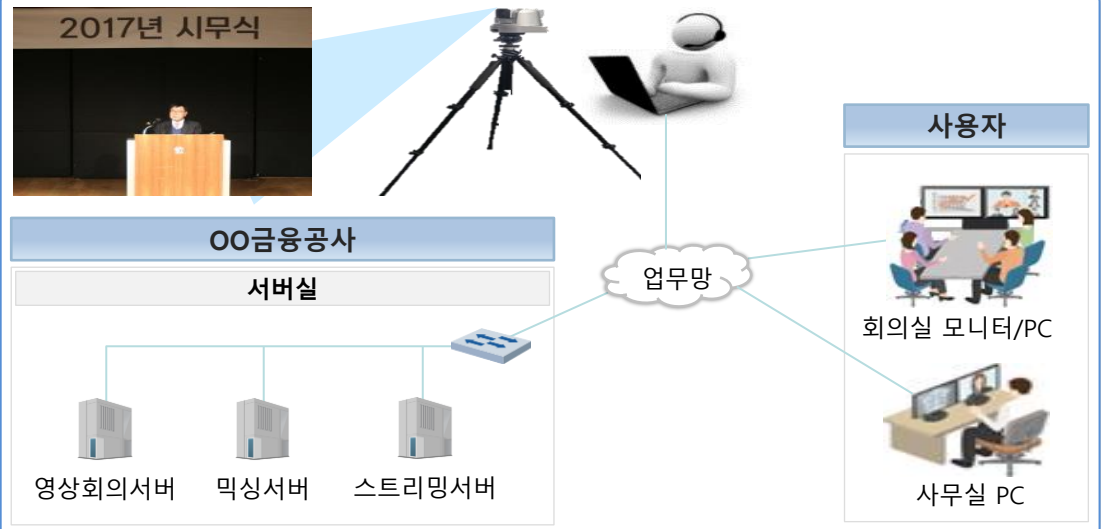 2017년 시무식
사용자
OO금융공사
서버실
업무망
회의실 모니터/PC
영상회의서버
믹싱서버
스트리밍서버
사무실 PC